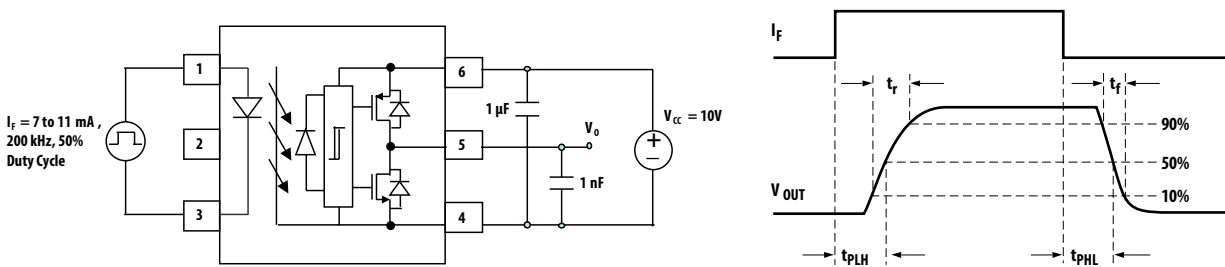 I_F = 7 to 11 mA ,
200 kHz, 50%
Duty Cycle
1
2
3
6
5
4
1 µF
V_o
1 nF
V_CC = 10V
I_F
t_r
t_f
90%
50%
10%
V_OUT
t_PLH
t_PHL